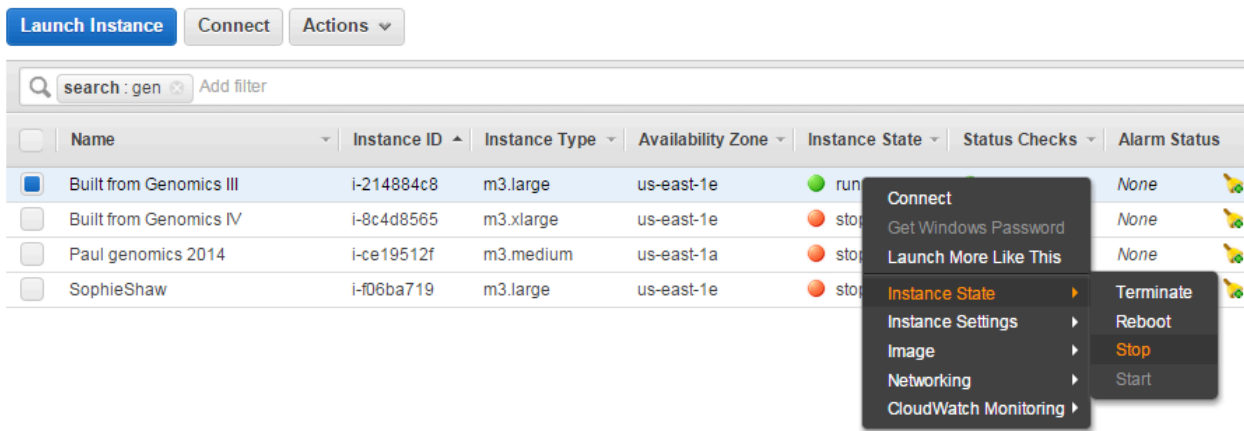 Launch Instance Connect Actions
search : gen Add filter
Name Instance ID Instance Type Availability Zone Instance State Status Checks Alarm Status
Built from Genomics III i-214884c8 m3.large us-east-1e run None
Built from Genomics IV i-8c4d8565 m3.xlarge us-east-1e stop None
Paul genomics 2014 i-ce19512f m3.medium us-east-1a stop None
SophieShaw i-f06ba719 m3.large us-east-1e stop
Connect
Get Windows Password
Launch More Like This
Instance State Terminate
Instance Settings Reboot
Image Stop
Networking Start
CloudWatch Monitoring